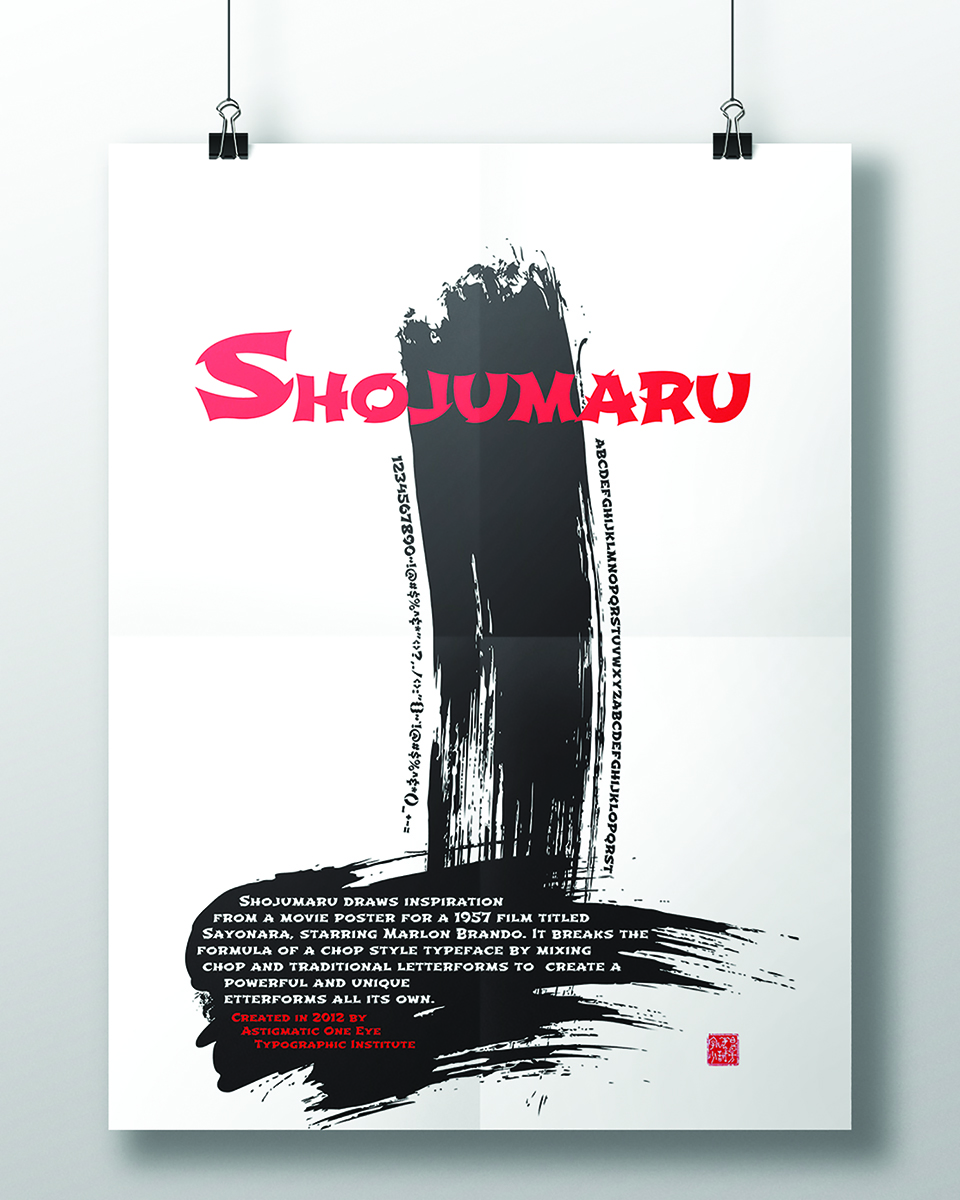 Shojumaru
1234567890
ABCDEFGHIJKLMNOPQRSTUVWXYZABCDEFGHIJKLOPQRST
Shojumaru draws inspiration
from a movie poster for a 1957 film titled
Sayonara, starring Marlon Brando. It breaks the
formula of a chop style typeface by mixing
chop and traditional letterforms to create a
powerful and unique
etterforms all its own.
Created in 2012 by
Astigmatic One Eye
Typographic Institute